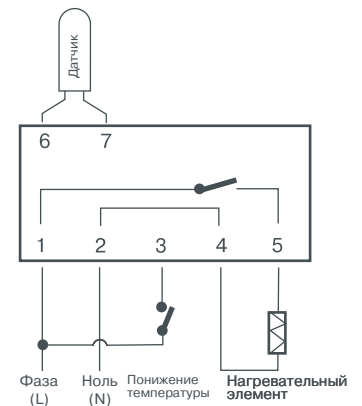 Датчик
6 7
1 2 3 4 5
Фаза
(L)
Ноль
(N)
Понижение
температуры
Нагревательный
элемент